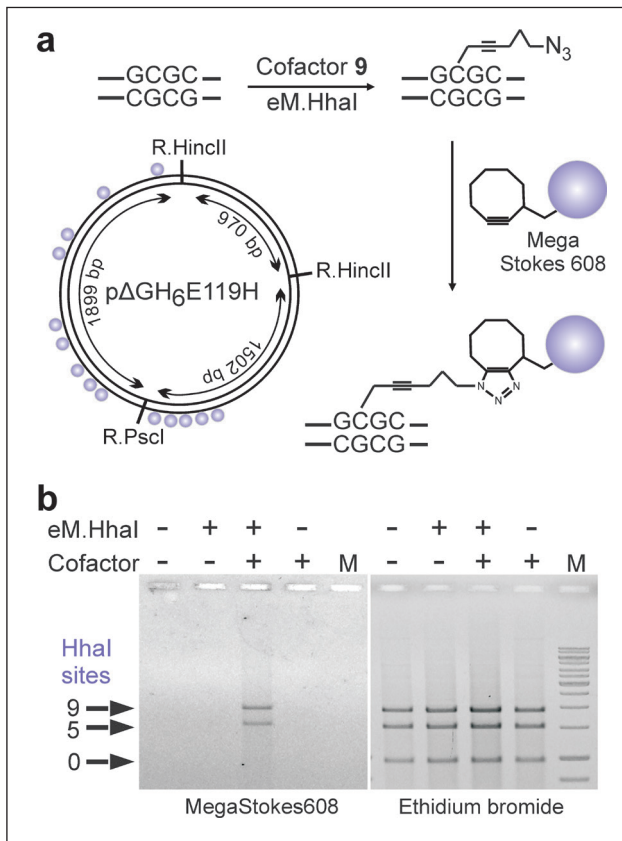 a
GCGC
CGCG
Cofactor 9
eM.HhaI
GCGC
CGCG
N3
R.HincII
970 bp
R.HincII
1899 bp
pΔGH6E119H
1502 bp
R.PscI
Mega
Stokes 608
N
N
N
GCGC
CGCG
b
eM.HhaI - + + - - + + -
Cofactor - - + + M - - + + M
HhaI
sites
9
5
0
MegaStokes608 Ethidium bromide